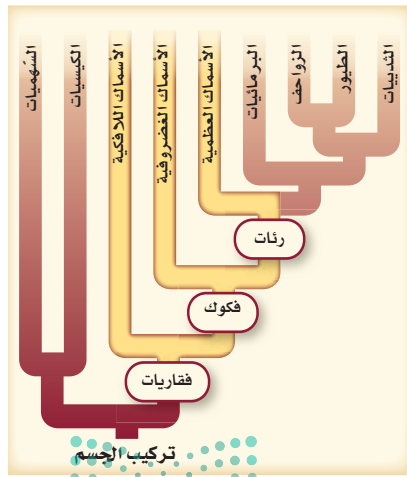 الثدييات
الطيور
الزواحف
البرمائيات
الأسماك العظمية
الأسماك الغضروفية
الأسماك اللافكية
الكيسيات
السهميات
رئات
فكوك
فقاريات
تركيب الجسم